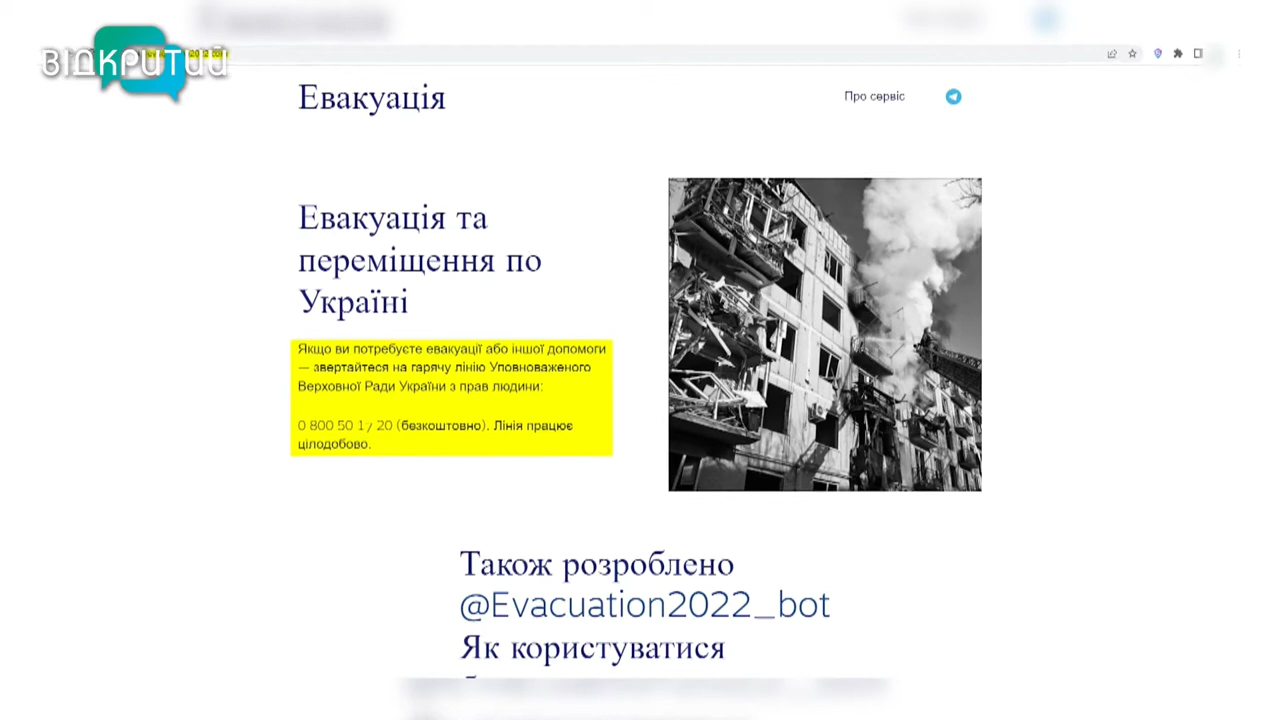 ВІДКРИТИЙ
Евакуація
Про сервіс
Евакуація та
переміщення по
Україні
Якщо ви потребуєте евакуації або іншої допомоги
— звертайтеся на гарячу лінію Уповноваженого
Верховної Ради України з прав людини:
0 800 50 17 20 (безкоштовно). Лінія працює
цілодобово.
Також розроблено
@Evacuation2022_bot
Як користуватися